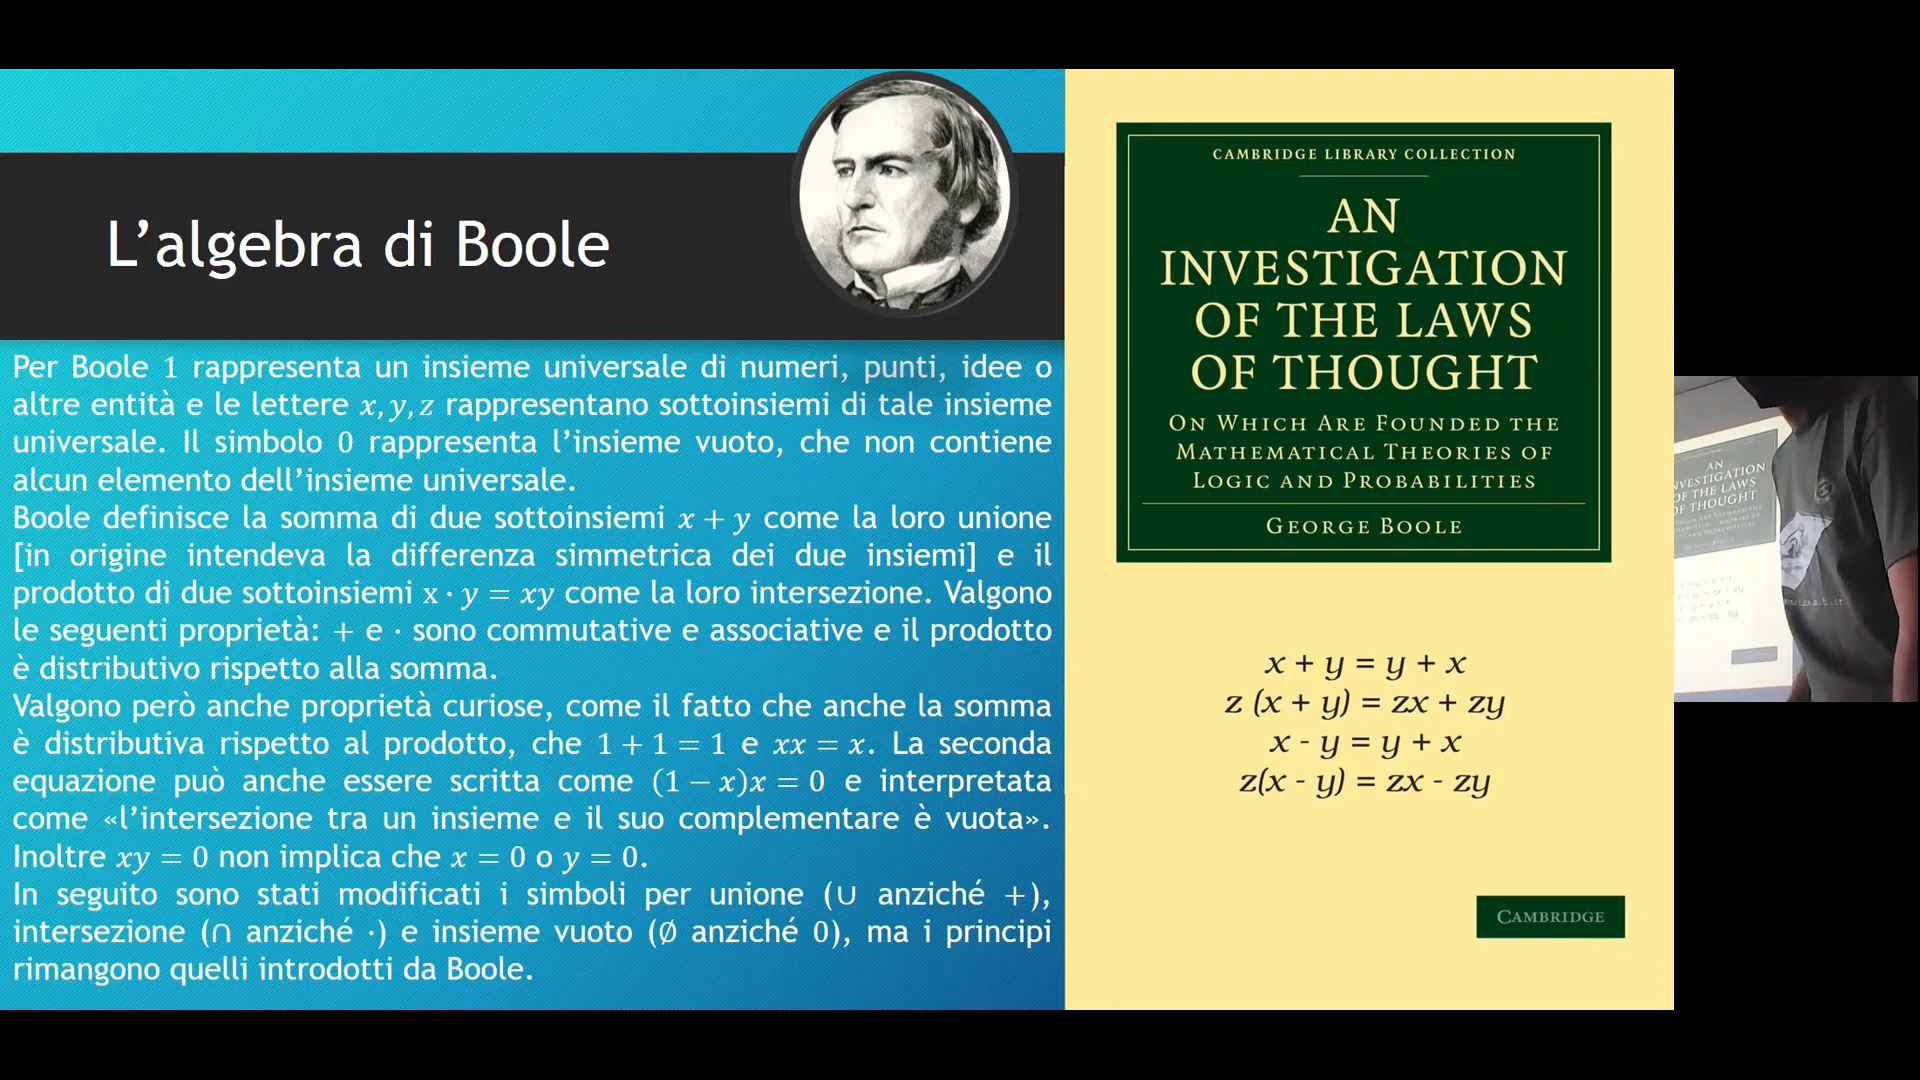 L’algebra di Boole
Per Boole 1 rappresenta un insieme universale di numeri, punti, idee o
altre entità e le lettere x, y, z rappresentano sottoinsiemi di tale insieme
universale. Il simbolo 0 rappresenta l’insieme vuoto, che non contiene
alcun elemento dell’insieme universale.
Boole definisce la somma di due sottoinsiemi x + y come la loro unione
[in origine intendeva la differenza simmetrica dei due insiemi] e il
prodotto di due sottoinsiemi x · y = xy come la loro intersezione. Valgono
le seguenti proprietà: + e · sono commutative e associative e il prodotto
è distributivo rispetto alla somma.
Valgono però anche proprietà curiose, come il fatto che anche la somma
è distributiva rispetto al prodotto, che 1 + 1 = 1 e xx = x. La seconda
equazione può anche essere scritta come (1 − x)x = 0 e interpretata
come «l’intersezione tra un insieme e il suo complementare è vuota».
Inoltre xy = 0 non implica che x = 0 o y = 0.
In seguito sono stati modificati i simboli per unione (∪ anziché +),
intersezione (∩ anziché ·) e insieme vuoto (∅ anziché 0), ma i principi
rimangono quelli introdotti da Boole.
CAMBRIDGE LIBRARY COLLECTION
AN
INVESTIGATION
OF THE LAWS
OF THOUGHT
ON WHICH ARE FOUNDED THE
MATHEMATICAL THEORIES OF
LOGIC AND PROBABILITIES
GEORGE BOOLE
x + y = y + x
z (x + y) = zx + zy
x - y = y + x
z(x - y) = zx - zy
CAMBRIDGE
AN
INVESTIGATION
OF THE LAWS
OF THOUGHT